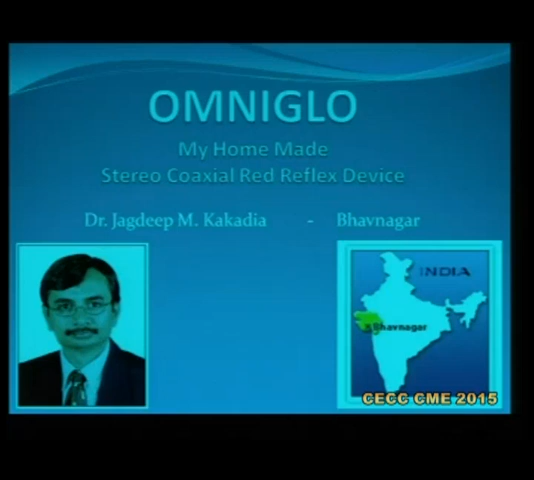 OMNIGLO
My Home Made
Stereo Coaxial Red Reflex Device
Dr. Jagdeep M. Kakadia - Bhavnagar
INDIA
Bhavnagar
CECC CME 2015